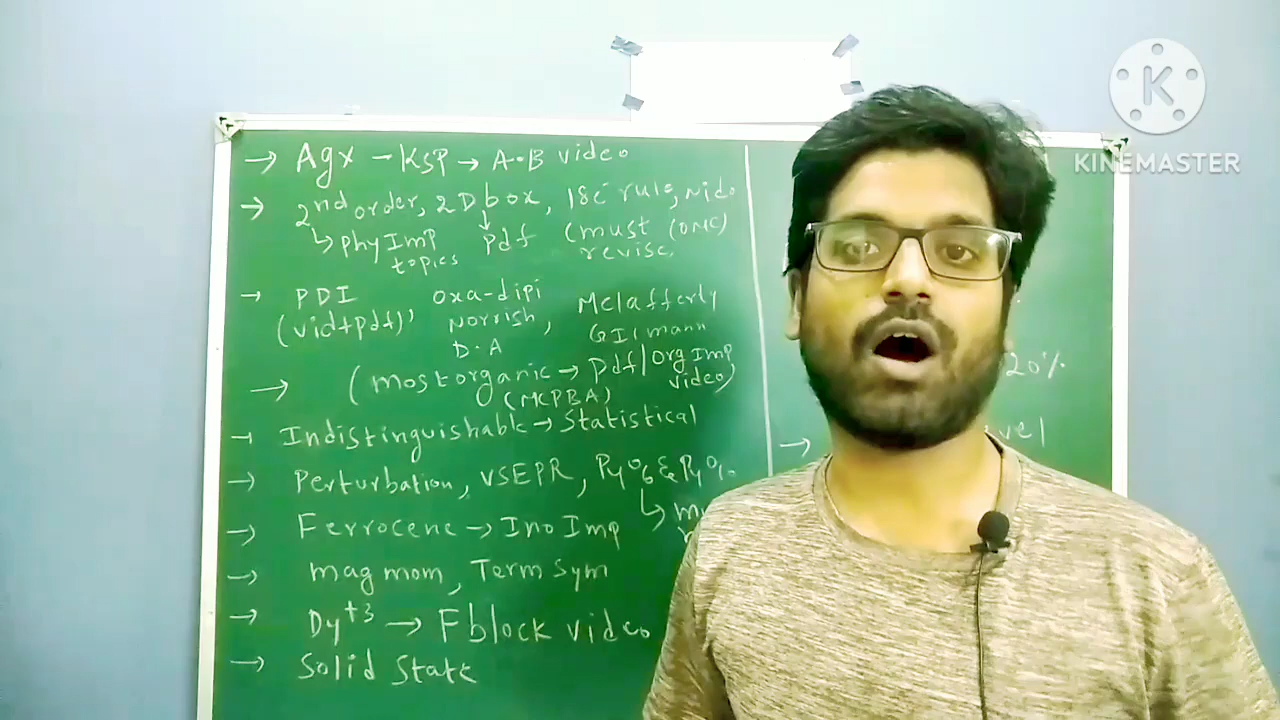 → Agx - Ksp → A.B video
→ 2nd order, 2D box, 18e⁻ rule, Nido
↳ phy Imp topics ↓ pdf (must (ONC) revise,
→ PDI oxa-dipi Mclafferty
(vid+pdf), Norrish,
D.A
→ (most organic → pdf/Org Imp video)
(MCPBA)
→ Indistinguishable → Statistical
→ Perturbation, VSEPR,
→ Ferrocene → Ino Imp
→ mag mom, Term Sym
→ Dy+3 → Fblock video
→ Solid State
20%
→
KINEMASTER